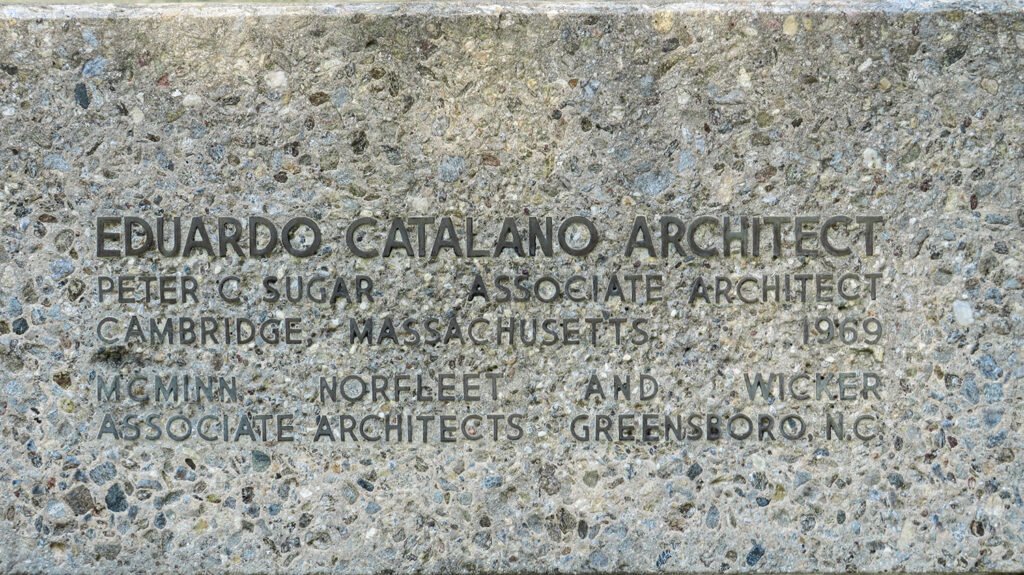 EDUARDO CATALANO ARCHITECT
PETER C. SUGAR ASSOCIATE ARCHITECT
CAMBRIDGE, MASSACHUSETTS 1969
MCMINN NORFLEET AND WICKER
ASSOCIATE ARCHITECTS GREENSBORO, N.C.